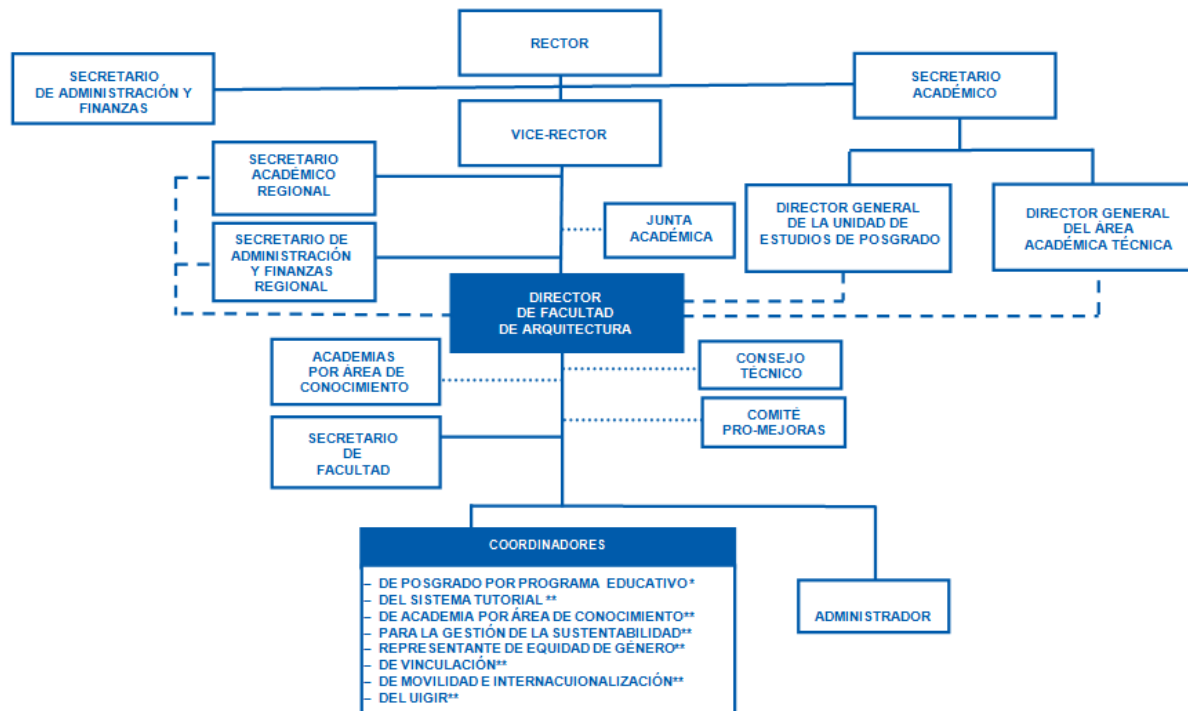 RECTOR
SECRETARIO
DE ADMINISTRACIÓN Y
FINANZAS
SECRETARIO
ACADÉMICO
VICE-RECTOR
SECRETARIO
ACADÉMICO
REGIONAL
JUNTA
ACADÉMICA
DIRECTOR GENERAL
DE LA UNIDAD DE
ESTUDIOS DE POSGRADO
DIRECTOR GENERAL
DEL ÁREA
ACADÉMICA TÉCNICA
SECRETARIO DE
ADMINISTRACIÓN
Y FINANZAS
REGIONAL
DIRECTOR
DE FACULTAD
DE ARQUITECTURA
ACADEMIAS
POR ÁREA DE
CONOCIMIENTO
CONSEJO
TÉCNICO
COMITÉ
PRO-MEJORAS
SECRETARIO
DE
FACULTAD
COORDINADORES
– DE POSGRADO POR PROGRAMA EDUCATIVO*
– DEL SISTEMA TUTORIAL **
– DE ACADEMIA POR ÁREA DE CONOCIMIENTO**
– PARA LA GESTIÓN DE LA SUSTENTABILIDAD**
– REPRESENTANTE DE EQUIDAD DE GÉNERO**
– DE VINCULACIÓN**
– DE MOVILIDAD E INTERNACUIONALIZACIÓN**
– DEL UIGIR**
ADMINISTRADOR